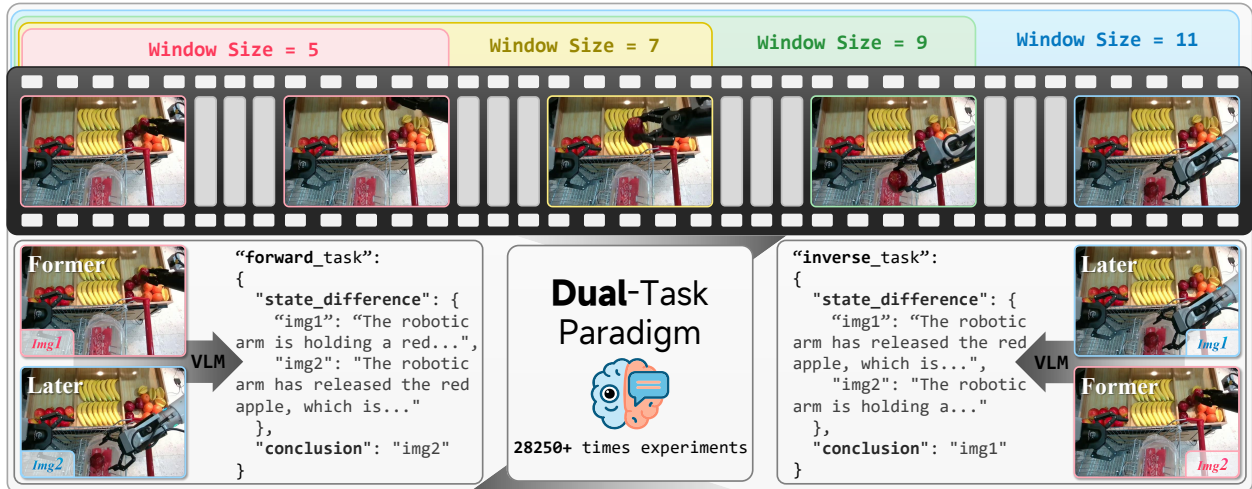 Window Size = 5
Window Size = 7
Window Size = 9
Window Size = 11
Former
Img1
Later
Img2
VLM
“forward_task”:
{
"state_difference": {
“img1”: “The robotic
arm is holding a red...",
"img2": "The robotic
arm has released the red
apple, which is..."
},
"conclusion": "img2"
}
Dual-Task
Paradigm
28250+ times experiments
“inverse_task”:
{
"state_difference": {
“img1”: “The robotic
arm has released the red
apple, which is...”,
"img2": "The robotic
arm is holding a..."
},
"conclusion": "img1"
}
VLM
Later
Img1
Former
Img2